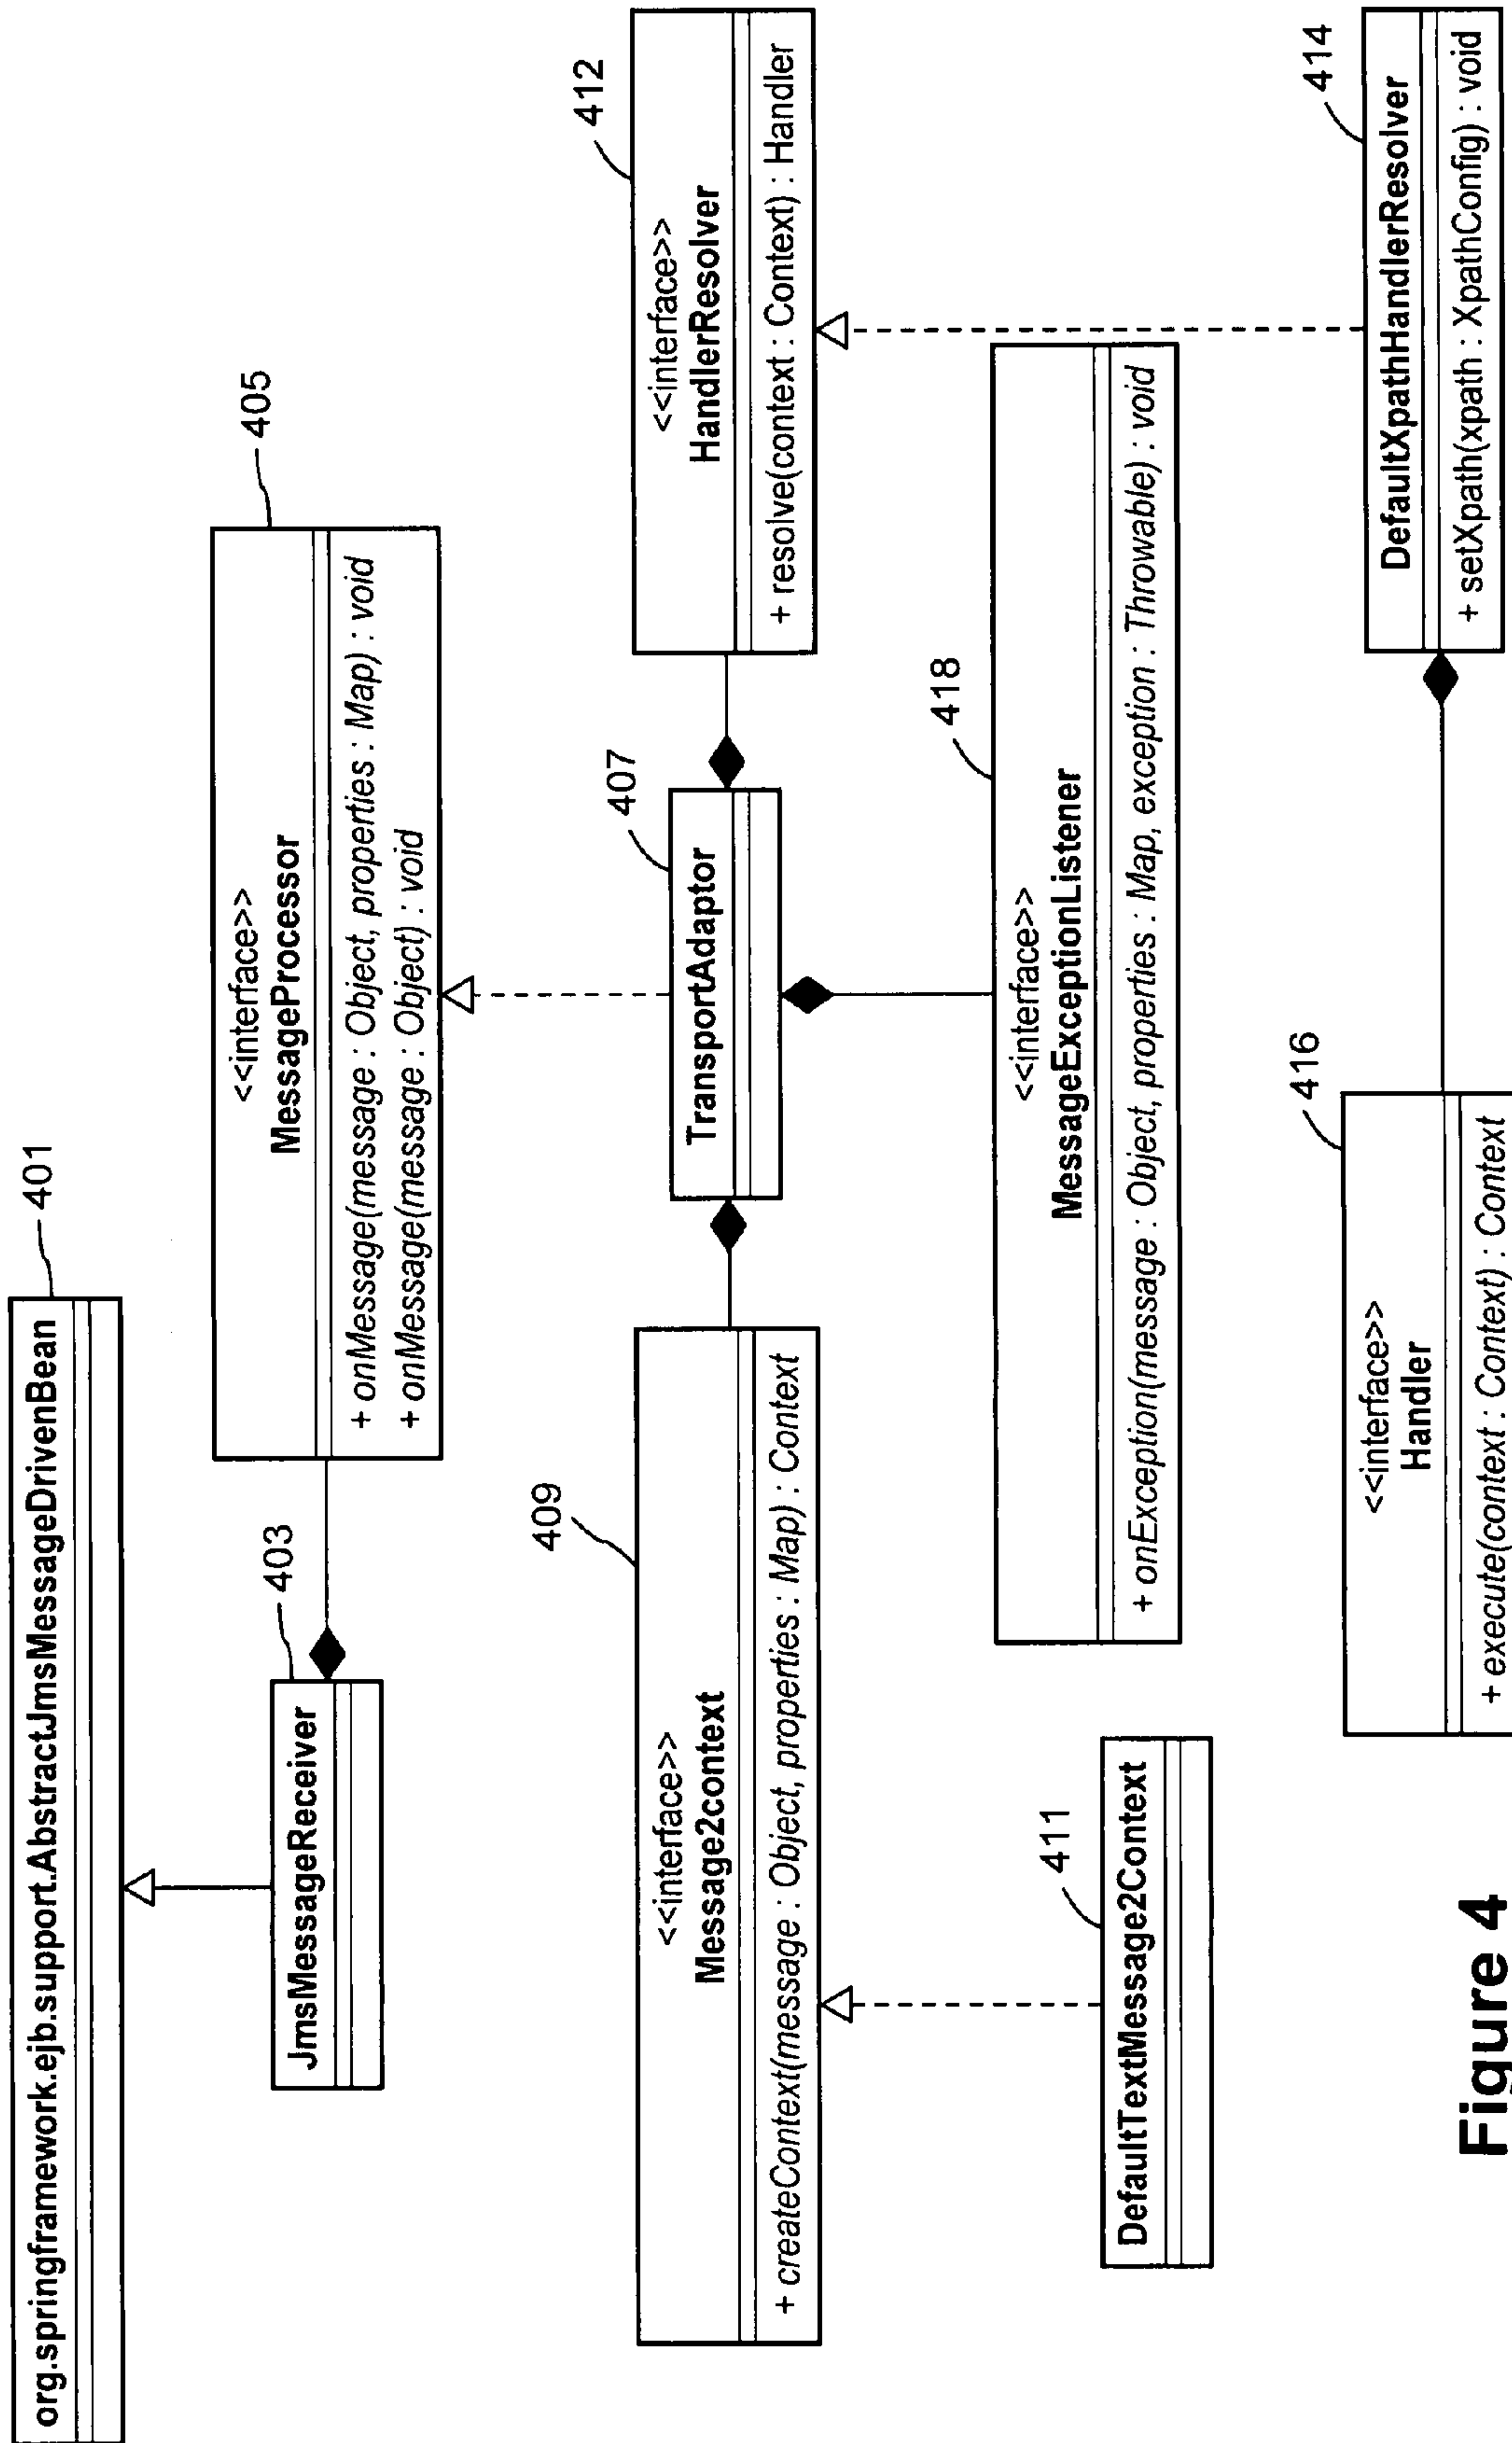 401
org.springframework.ejb.support.AbstractJmsMessageDrivenBean
403
JmsMessageReceiver
405
<<interface>>
MessageProcessor
+ onMessage(message : Object, properties : Map) : void
+ onMessage(message : Object) : void
409
<<interface>>
Message2context
+ createContext(message : Object, properties : Map) : Context
407
TransportAdaptor
412
<<interface>>
HandlerResolver
+ resolve(context : Context) : Handler
411
DefaultTextMessage2Context
418
<<interface>>
MessageExceptionListener
+ onException(message : Object, properties : Map, exception : Throwable) : void
416
<<interface>>
Handler
+ execute(context : Context) : Context
414
DefaultXpathHandlerResolver
+ setXpath(xpath : XpathConfig) : void
Figure 4